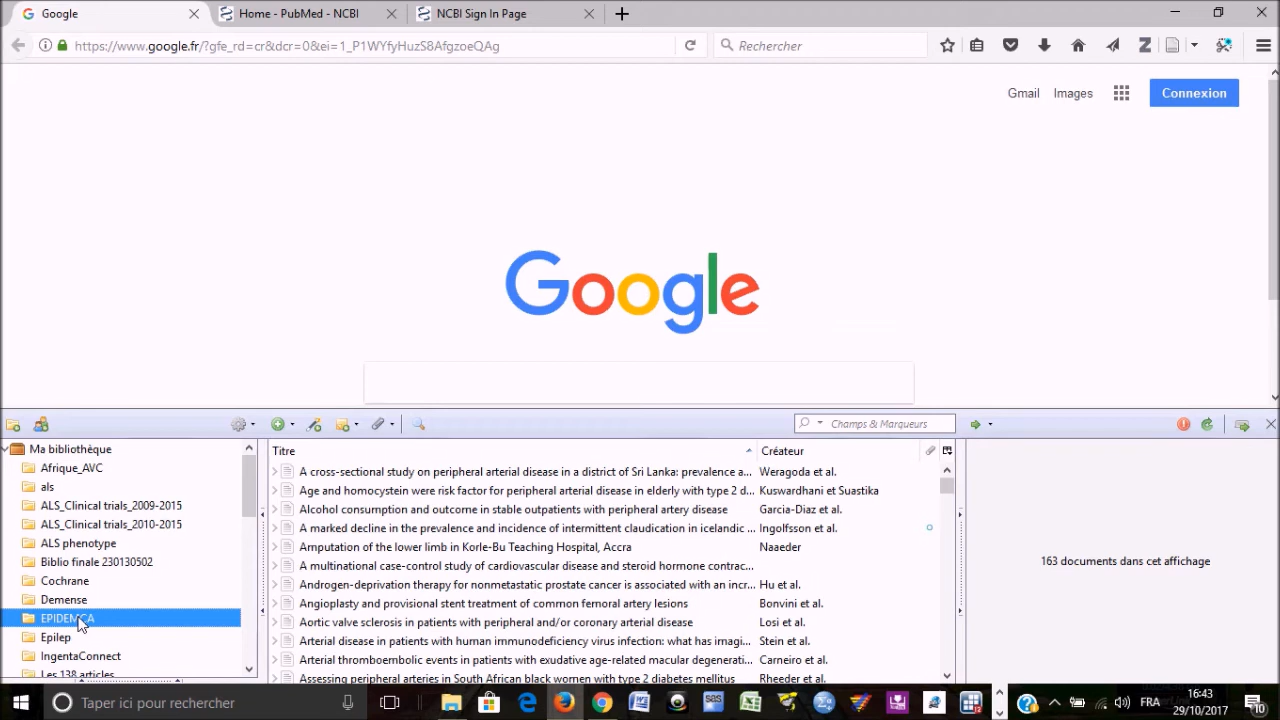 Google
Home - PubMed - NCBI
NCBI Sign In Page
https://www.google.fr/?gfe_rd=cr&dcr=0&ei=1_P1WYfyHuzS8AfgzoeQAg
Rechercher
Gmail Images
Connexion
Google
Champs & Marqueurs
Ma bibliothèque
Afrique_AVC
als
ALS_Clinical trials_2009-2015
ALS_Clinical trials_2010-2015
ALS phenotype
Biblio finale 230130502
Cochrane
Demense
EPIDEMCA
Epilep
IngentaConnect
Les 138 articles
Titre Créateur
A cross-sectional study on peripheral arterial disease in a district of Sri Lanka: prevalence a... Weragoda et al.
Age and homocystein were risk factor for peripheral arterial disease in elderly with type 2 d... Kuswardhani et Suastika
Alcohol consumption and outcome in stable outpatients with peripheral artery disease Garcia-Diaz et al.
A marked decline in the prevalence and incidence of intermittent claudication in icelandic ... Ingolfsson et al.
Amputation of the lower limb in Korle-Bu Teaching Hospital, Accra Naaeder
A multinational case-control study of cardiovascular disease and steroid hormone contrac...
Androgen-deprivation therapy for nonmetastatic prostate cancer is associated with an incr... Hu et al.
Angioplasty and provisional stent treatment of common femoral artery lesions Bonvini et al.
Aortic valve sclerosis in patients with peripheral and/or coronary arterial disease Losi et al.
Arterial disease in patients with human immunodeficiency virus infection: what has imagi... Stein et al.
Arterial thromboembolic events in patients with exudative age-related macular degenerati... Carneiro et al.
Assessing peripheral arteries in South African black women with type 2 diabetes mellitus Rheeder et al.
163 documents dans cet affichage
Taper ici pour rechercher
FRA
16:43
29/10/2017